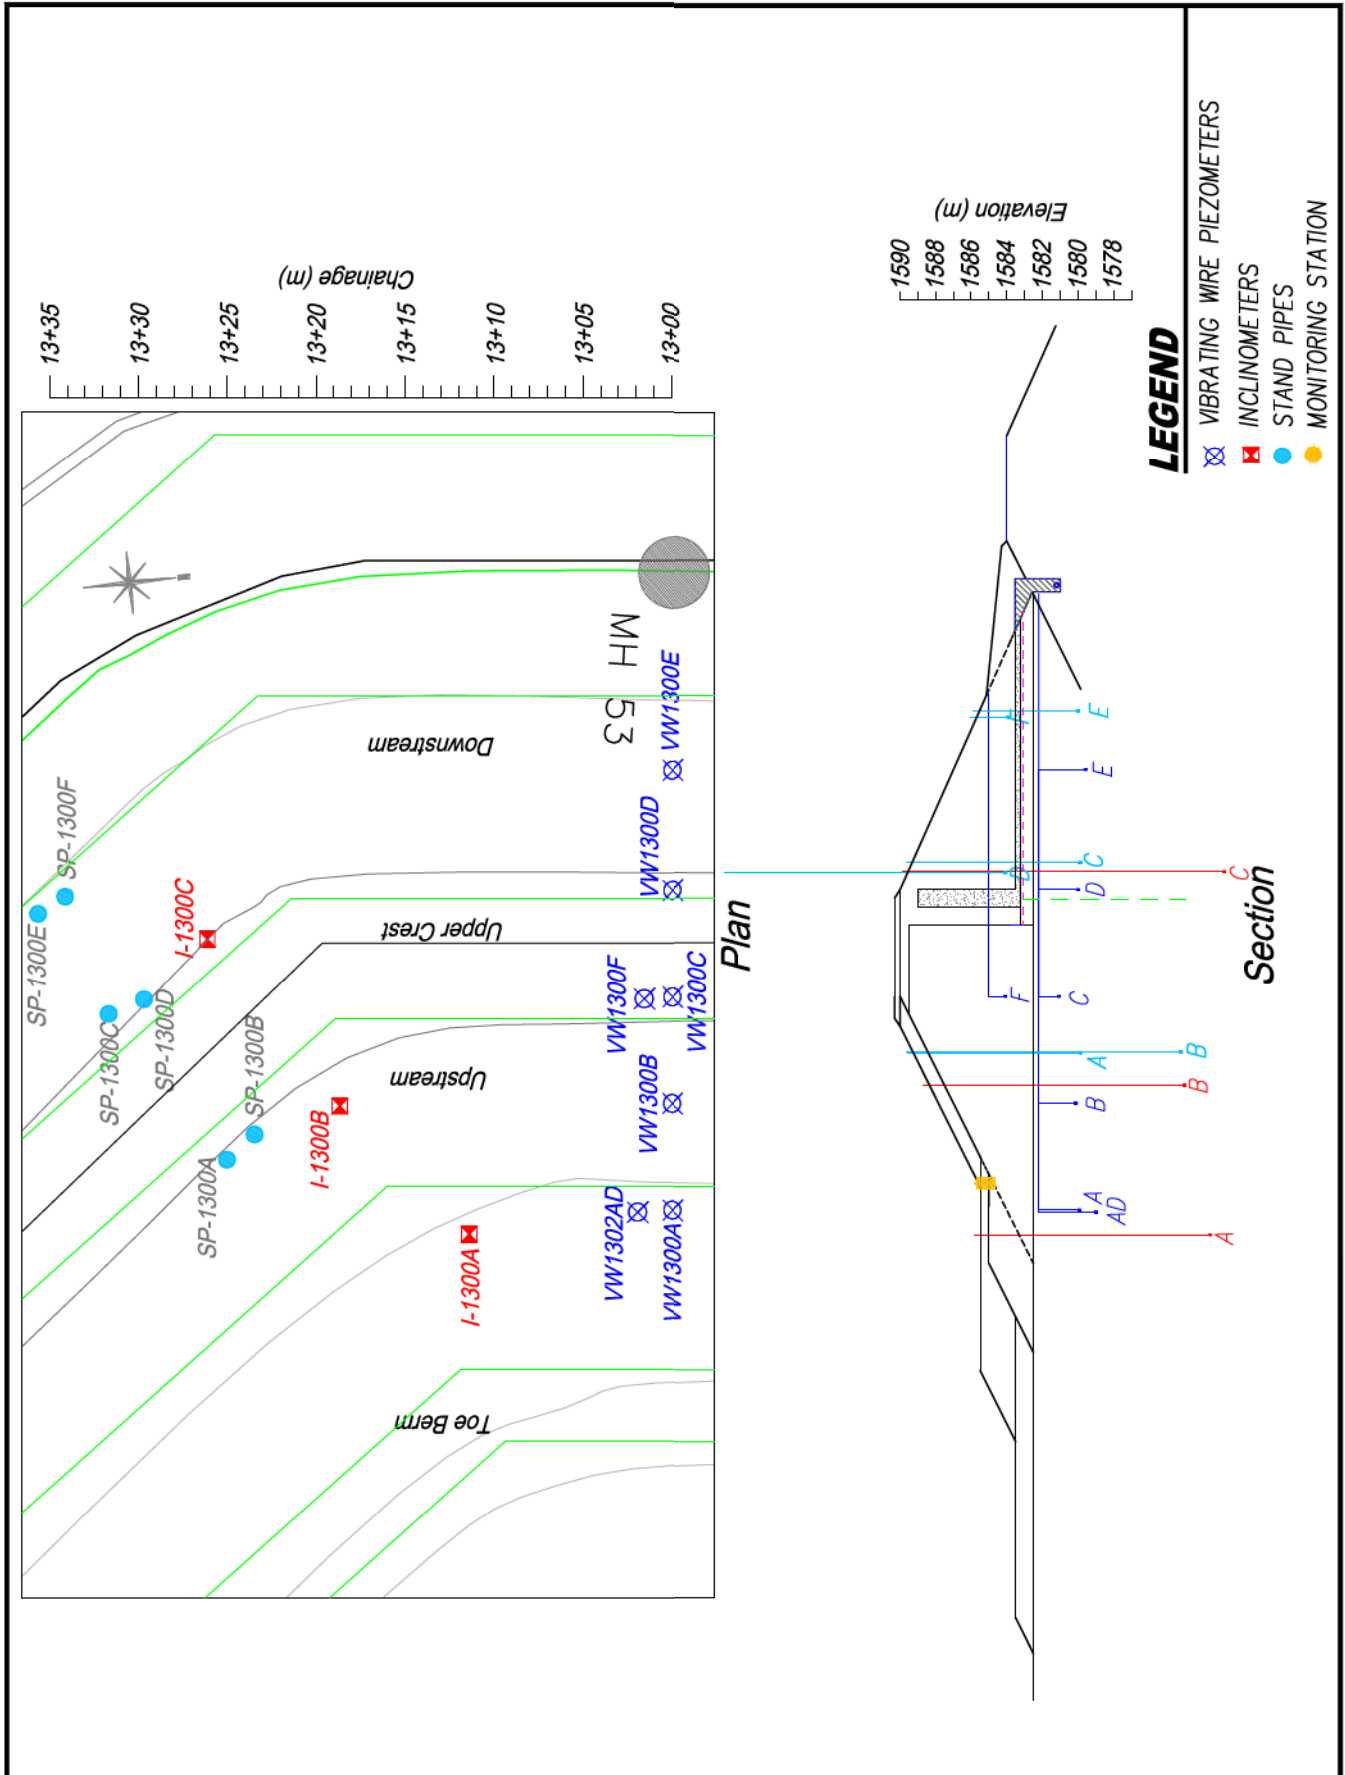 13+35
13+30
13+25
13+20
13+15
13+10
13+05
13+00
Chainage (m)
MH 53
SP-1300E
SP-1300F
SP-1300C
SP-1300D
SP-1300A
SP-1300B
I-1300C
I-1300B
I-1300A
Downstream
Upper Crest
Upstream
Toe Berm
VW1300E
VW1300D
VW1300F
VW1300C
VW1300B
VW1302AD
VW1300A
Plan
1590
1588
1586
1584
1582
1580
1578
Elevation (m)
F
E
E
C
D
C
D
F
C
A
B
B
B
A
AD
A
Section
LEGEND
VIBRATING WIRE PIEZOMETERS
INCLINOMETERS
STAND PIPES
MONITORING STATION